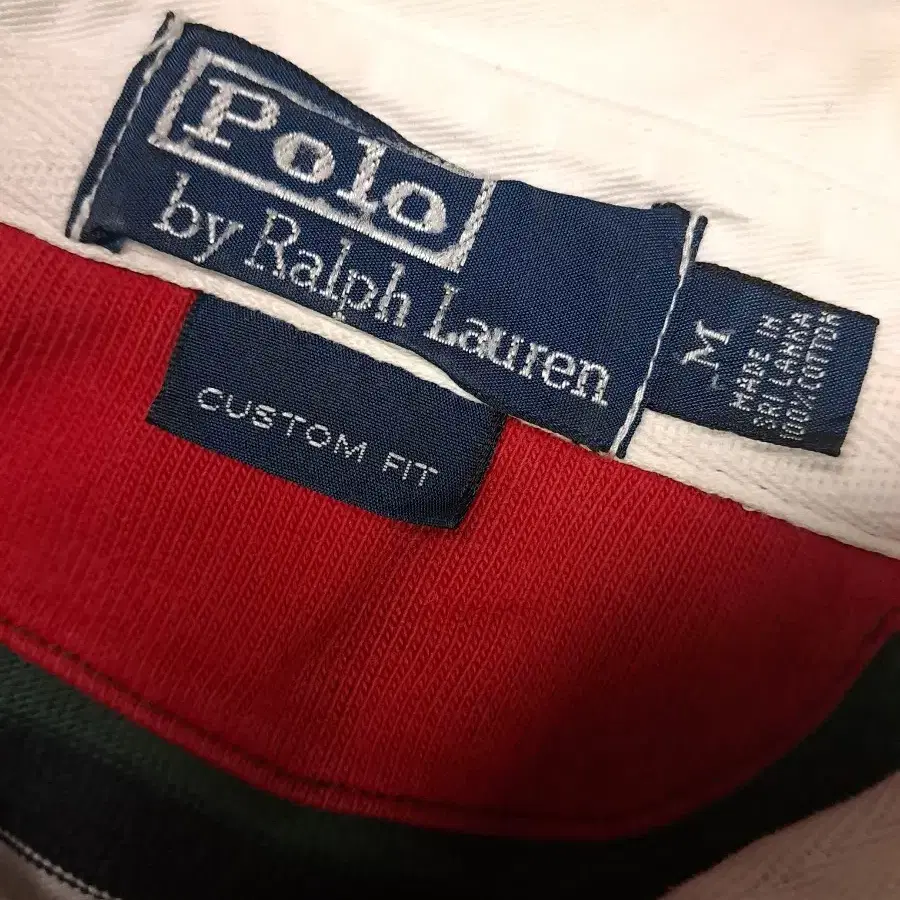 Polo
by Ralph Lauren
M
MADE IN
SRI LANKA
100% COTTON
CUSTOM FIT